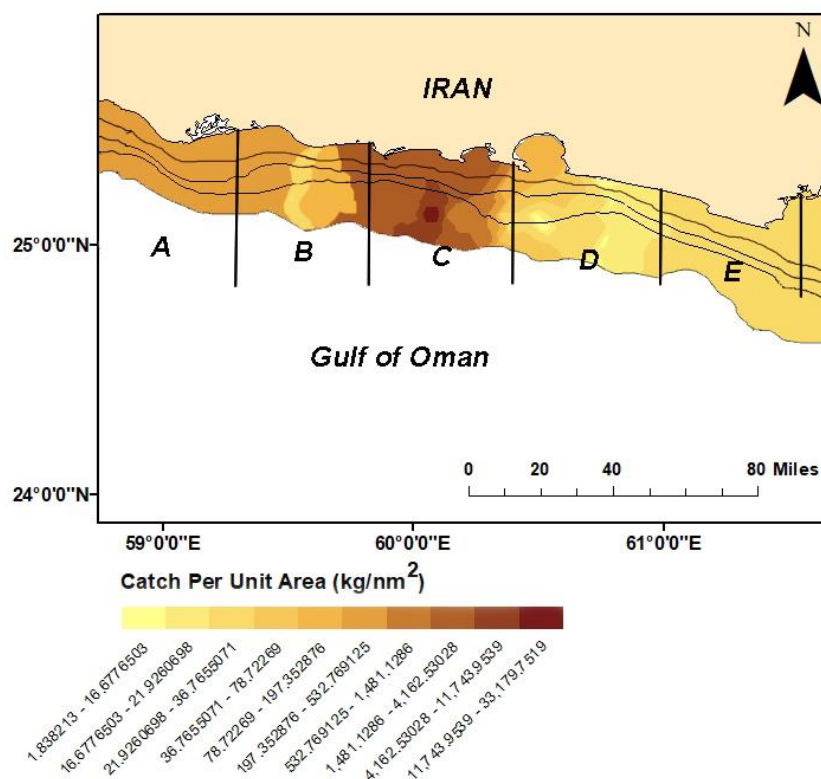 N
IRAN
25°0'0"N
A
B
C
D
E
Gulf of Oman
0 20 40 80 Miles
24°0'0"N
59°0'0"E 60°0'0"E 61°0'0"E
Catch Per Unit Area (kg/nm²)
1.838213 - 16.6776503
16.6776503 - 21.9260698
21.9260698 - 36.7655071
36.7655071 - 78.72269
78.72269 - 197.352876
197.352876 - 532.769125
532.769125 - 1,481.1286
1,481.1286 - 4,162.53028
4,162.53028 - 11,743.9539
11,743.9539 - 33,179.7519